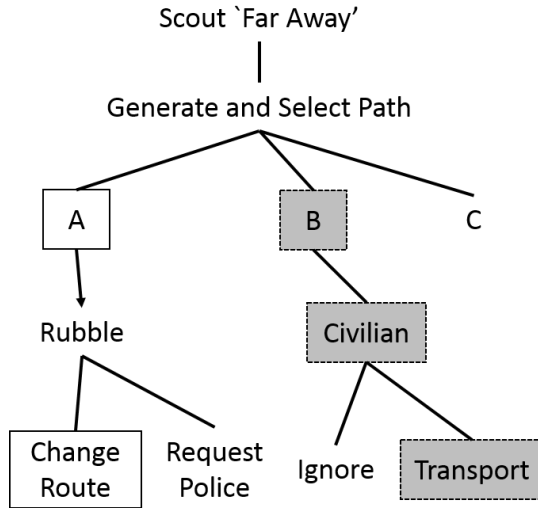 Scout `Far Away’
Generate and Select Path
A
B
C
Rubble
Civilian
Change
Route
Request
Police
Ignore
Transport